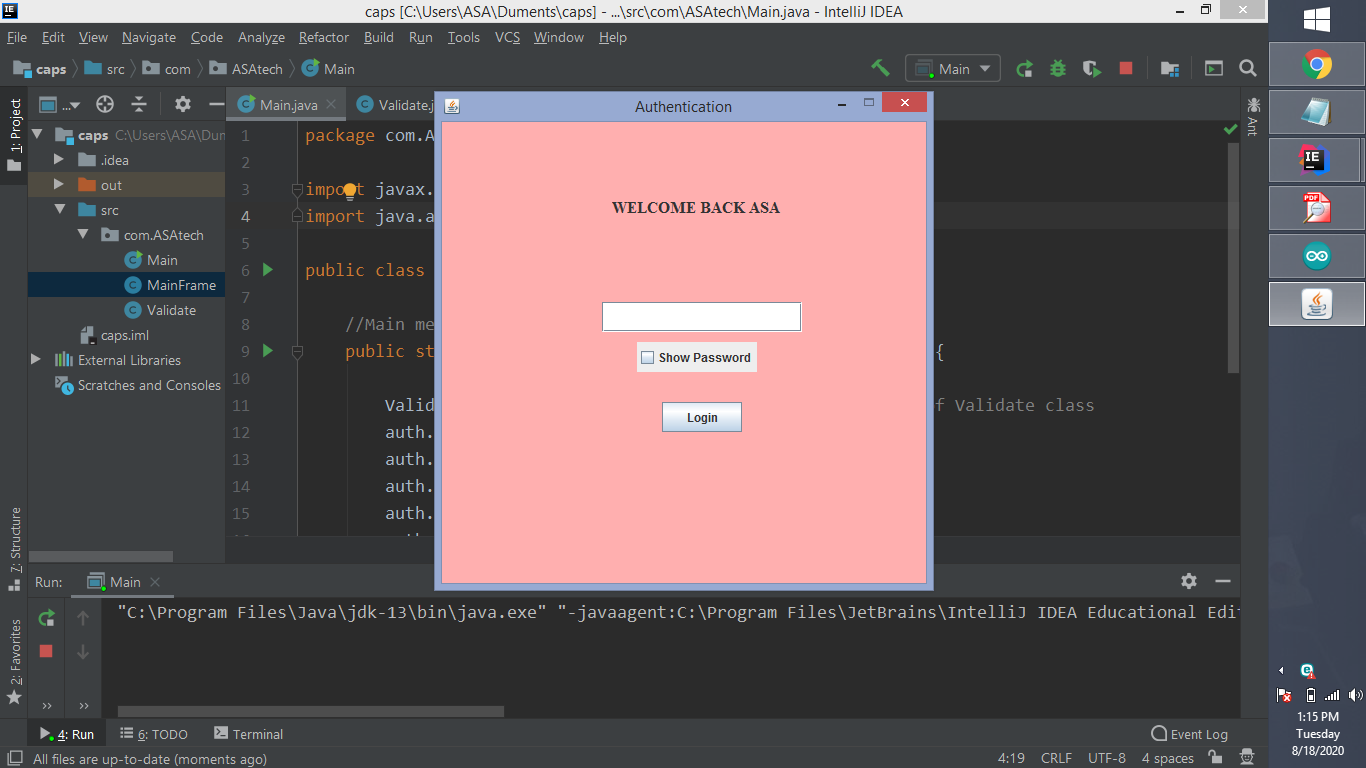 caps [C:\Users\ASA\Duments\caps] - ...\src\com\ASAtech\Main.java - IntelliJ IDEA
File Edit View Navigate Code Analyze Refactor Build Run Tools VCS Window Help
caps src com ASAtech Main
Main
1: Project
...
Main.java
Validate.j
Authentication
Ant
caps C:\Users\ASA\Dun
.idea
out
src
com.ASAtech
Main
MainFrame
Validate
caps.iml
External Libraries
Scratches and Consoles
1 package com.A
2
3 import javax.
4 import java.a
5
6 public class
7
8 //Main me
9 public st {
10
11 Valid f Validate class
12 auth.
13 auth.
14 auth.
15 auth.
WELCOME BACK ASA
Show Password
Login
7: Structure
2: Favorites
Run: Main
"C:\Program Files\Java\jdk-13\bin\java.exe" "-javaagent:C:\Program Files\JetBrains\IntelliJ IDEA Educational Edi
4: Run 6: TODO Terminal Event Log
All files are up-to-date (moments ago) 4:19 CRLF UTF-8 4 spaces
IE
IE
PDF
1:15 PM
Tuesday
8/18/2020